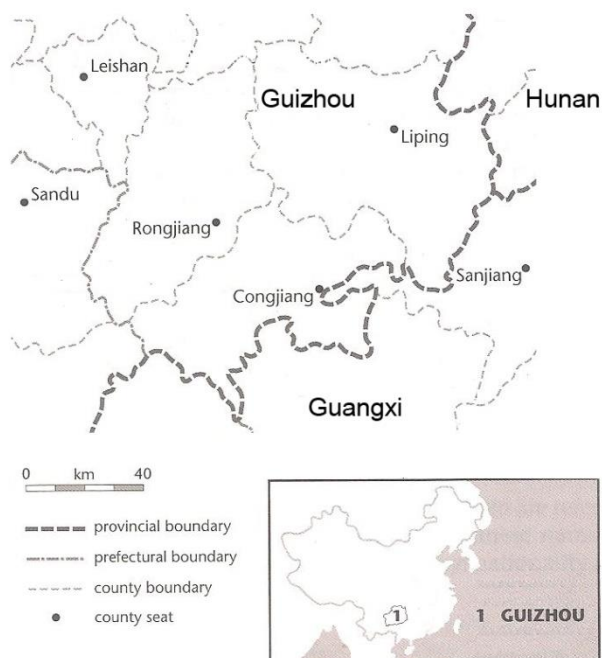 Leishan
Guizhou
Hunan
Liping
Sandu
Rongjiang
Sanjiang
Congjiang
Guangxi
0 km 40
provincial boundary
prefectural boundary
county boundary
county seat
1
1 GUIZHOU